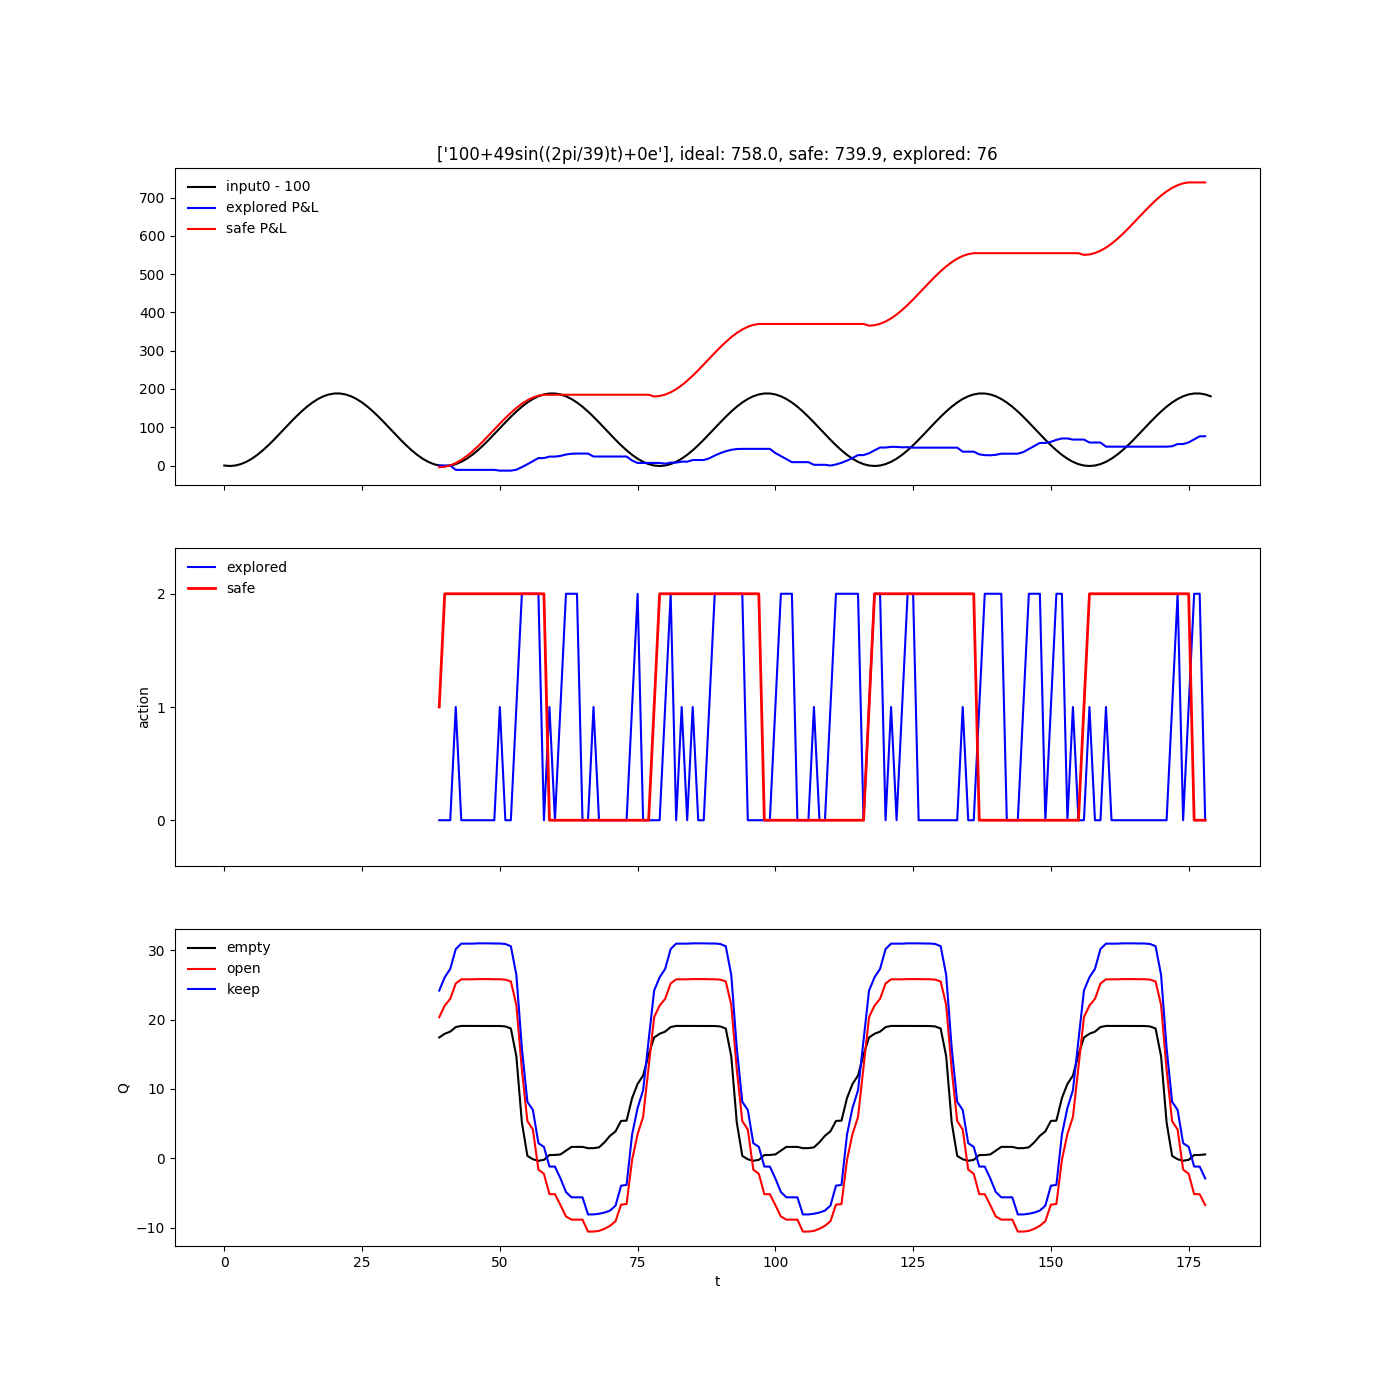 ['100+49sin((2pi/39)t)+0e'], ideal: 758.0, safe: 739.9, explored: 76
input0 - 100
explored P&L
safe P&L
700
600
500
400
300
200
100
0
explored
safe
2
1
0
action
empty
open
keep
30
20
10
0
−10
Q
0 25 50 75 100 125 150 175
t